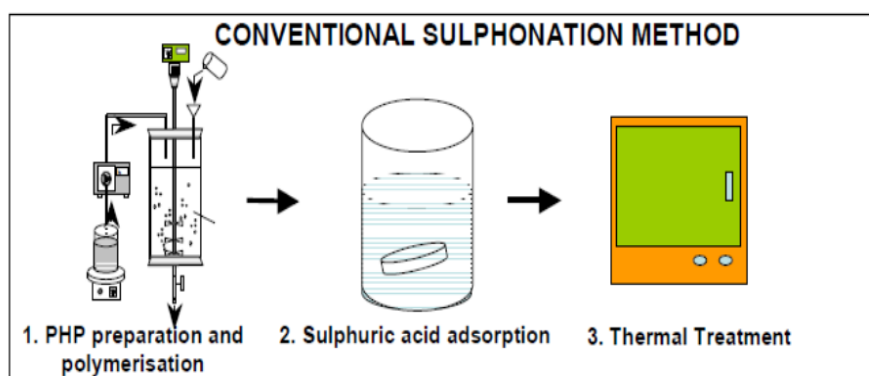 CONVENTIONAL SULPHONATION METHOD
1. PHP preparation and
polymerisation
2. Sulphuric acid adsorption
3. Thermal Treatment